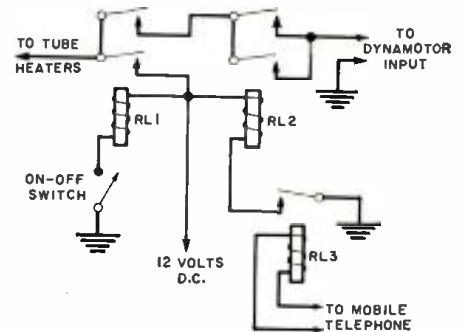 TO TUBE
HEATERS
TO
DYNAMOTOR
INPUT
RL1
RL2
ON-OFF
SWITCH
12 VOLTS
D.C.
RL3
TO MOBILE
TELEPHONE